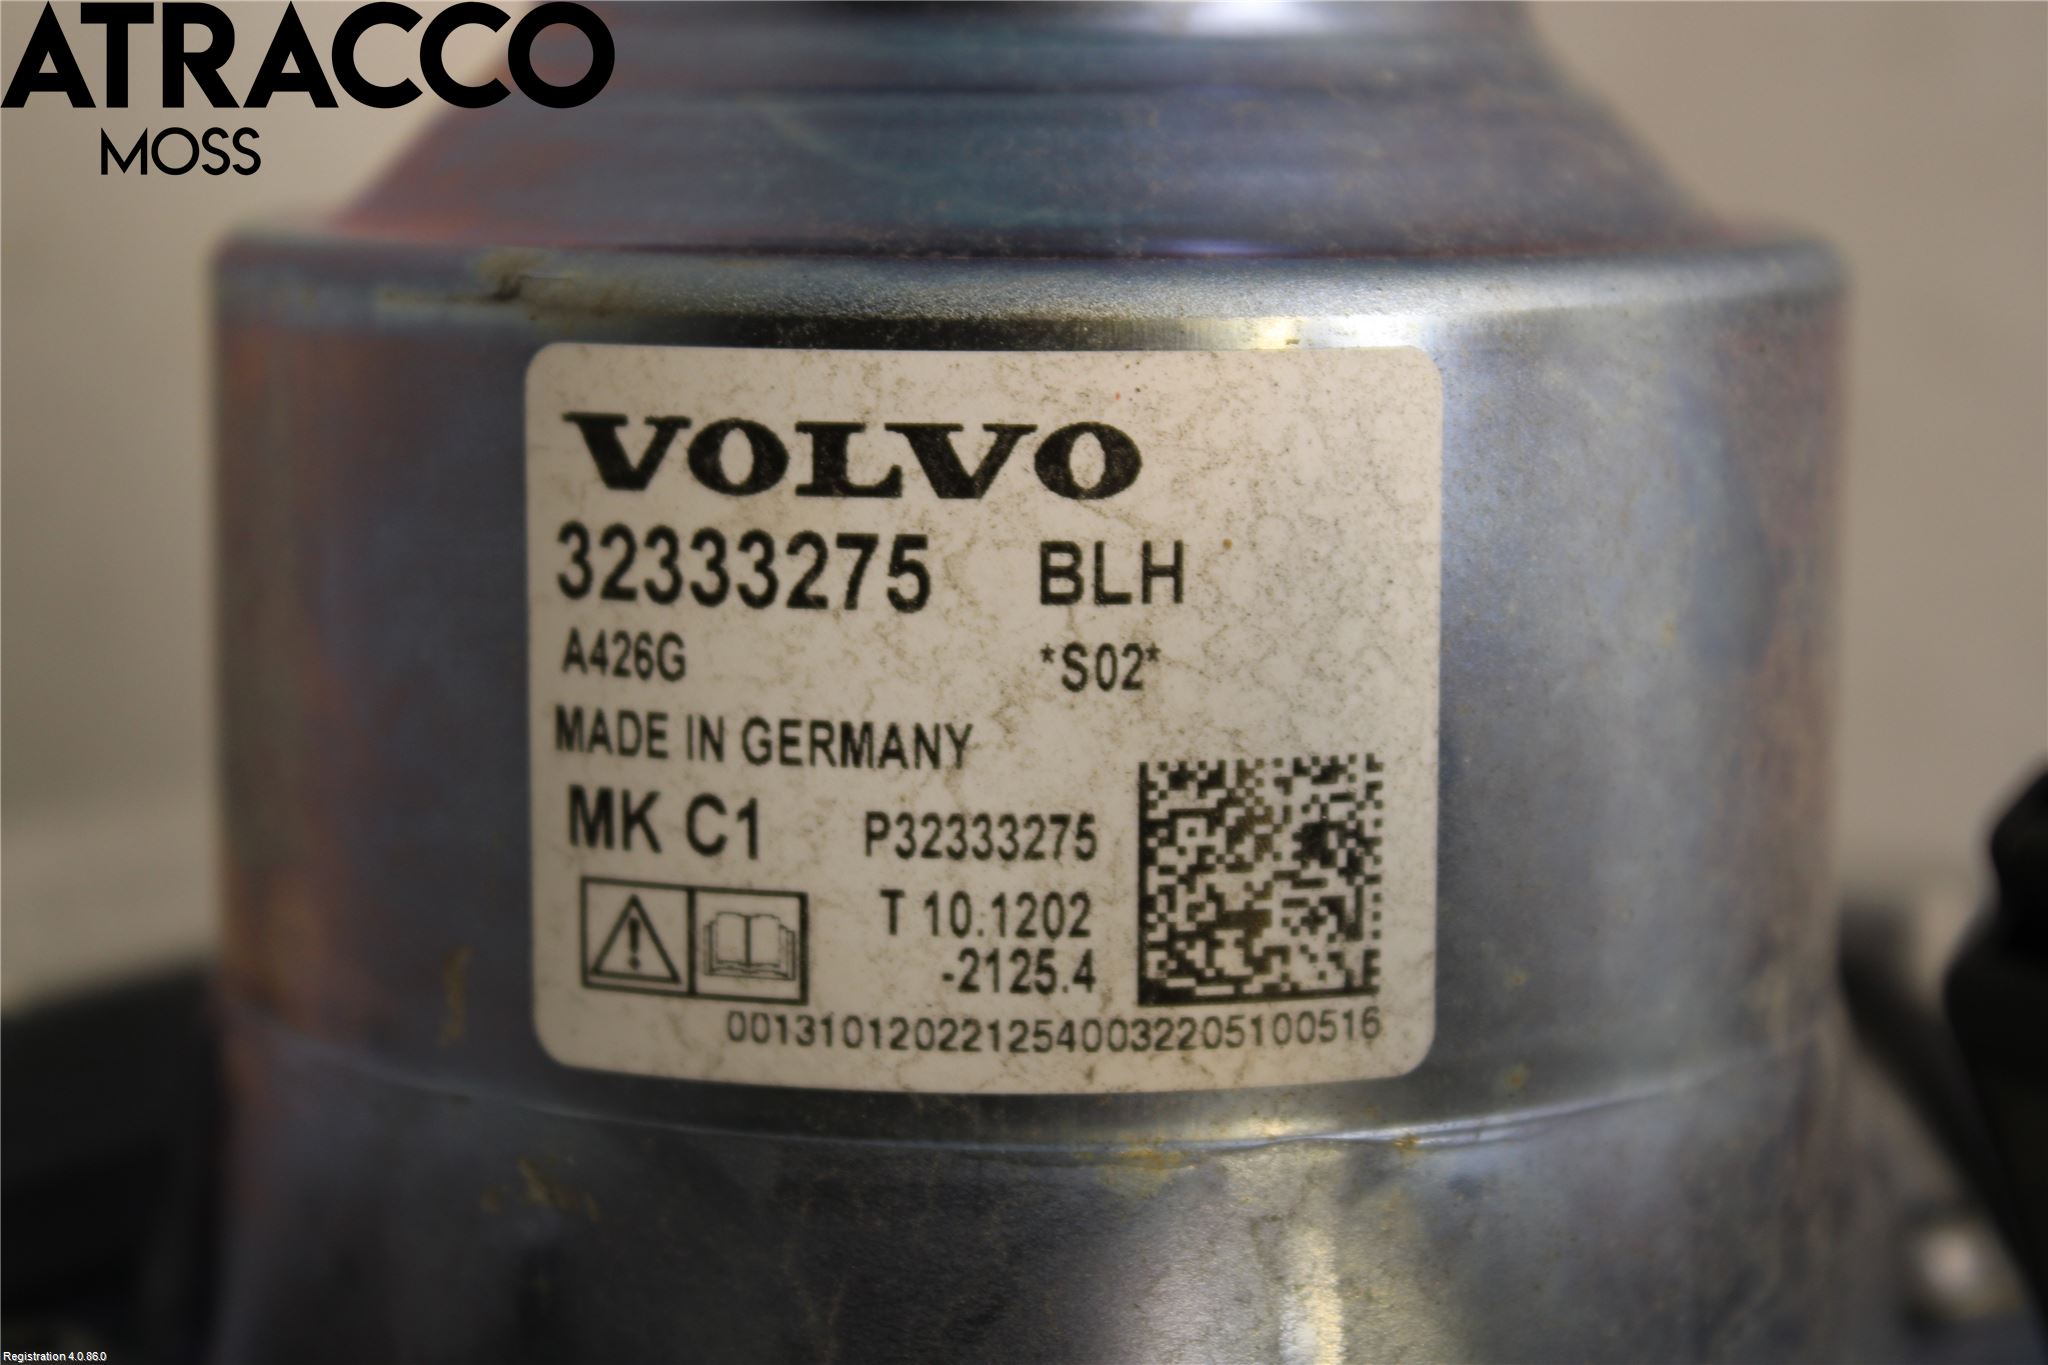 ATRACCO
MOSS
VOLVO
32333275 BLH
A426G *S02*
MADE IN GERMANY
MK C1 P32333275
T 10.1202
-2125.4
0013101202212540032205100516
Registration 4.0.86.0